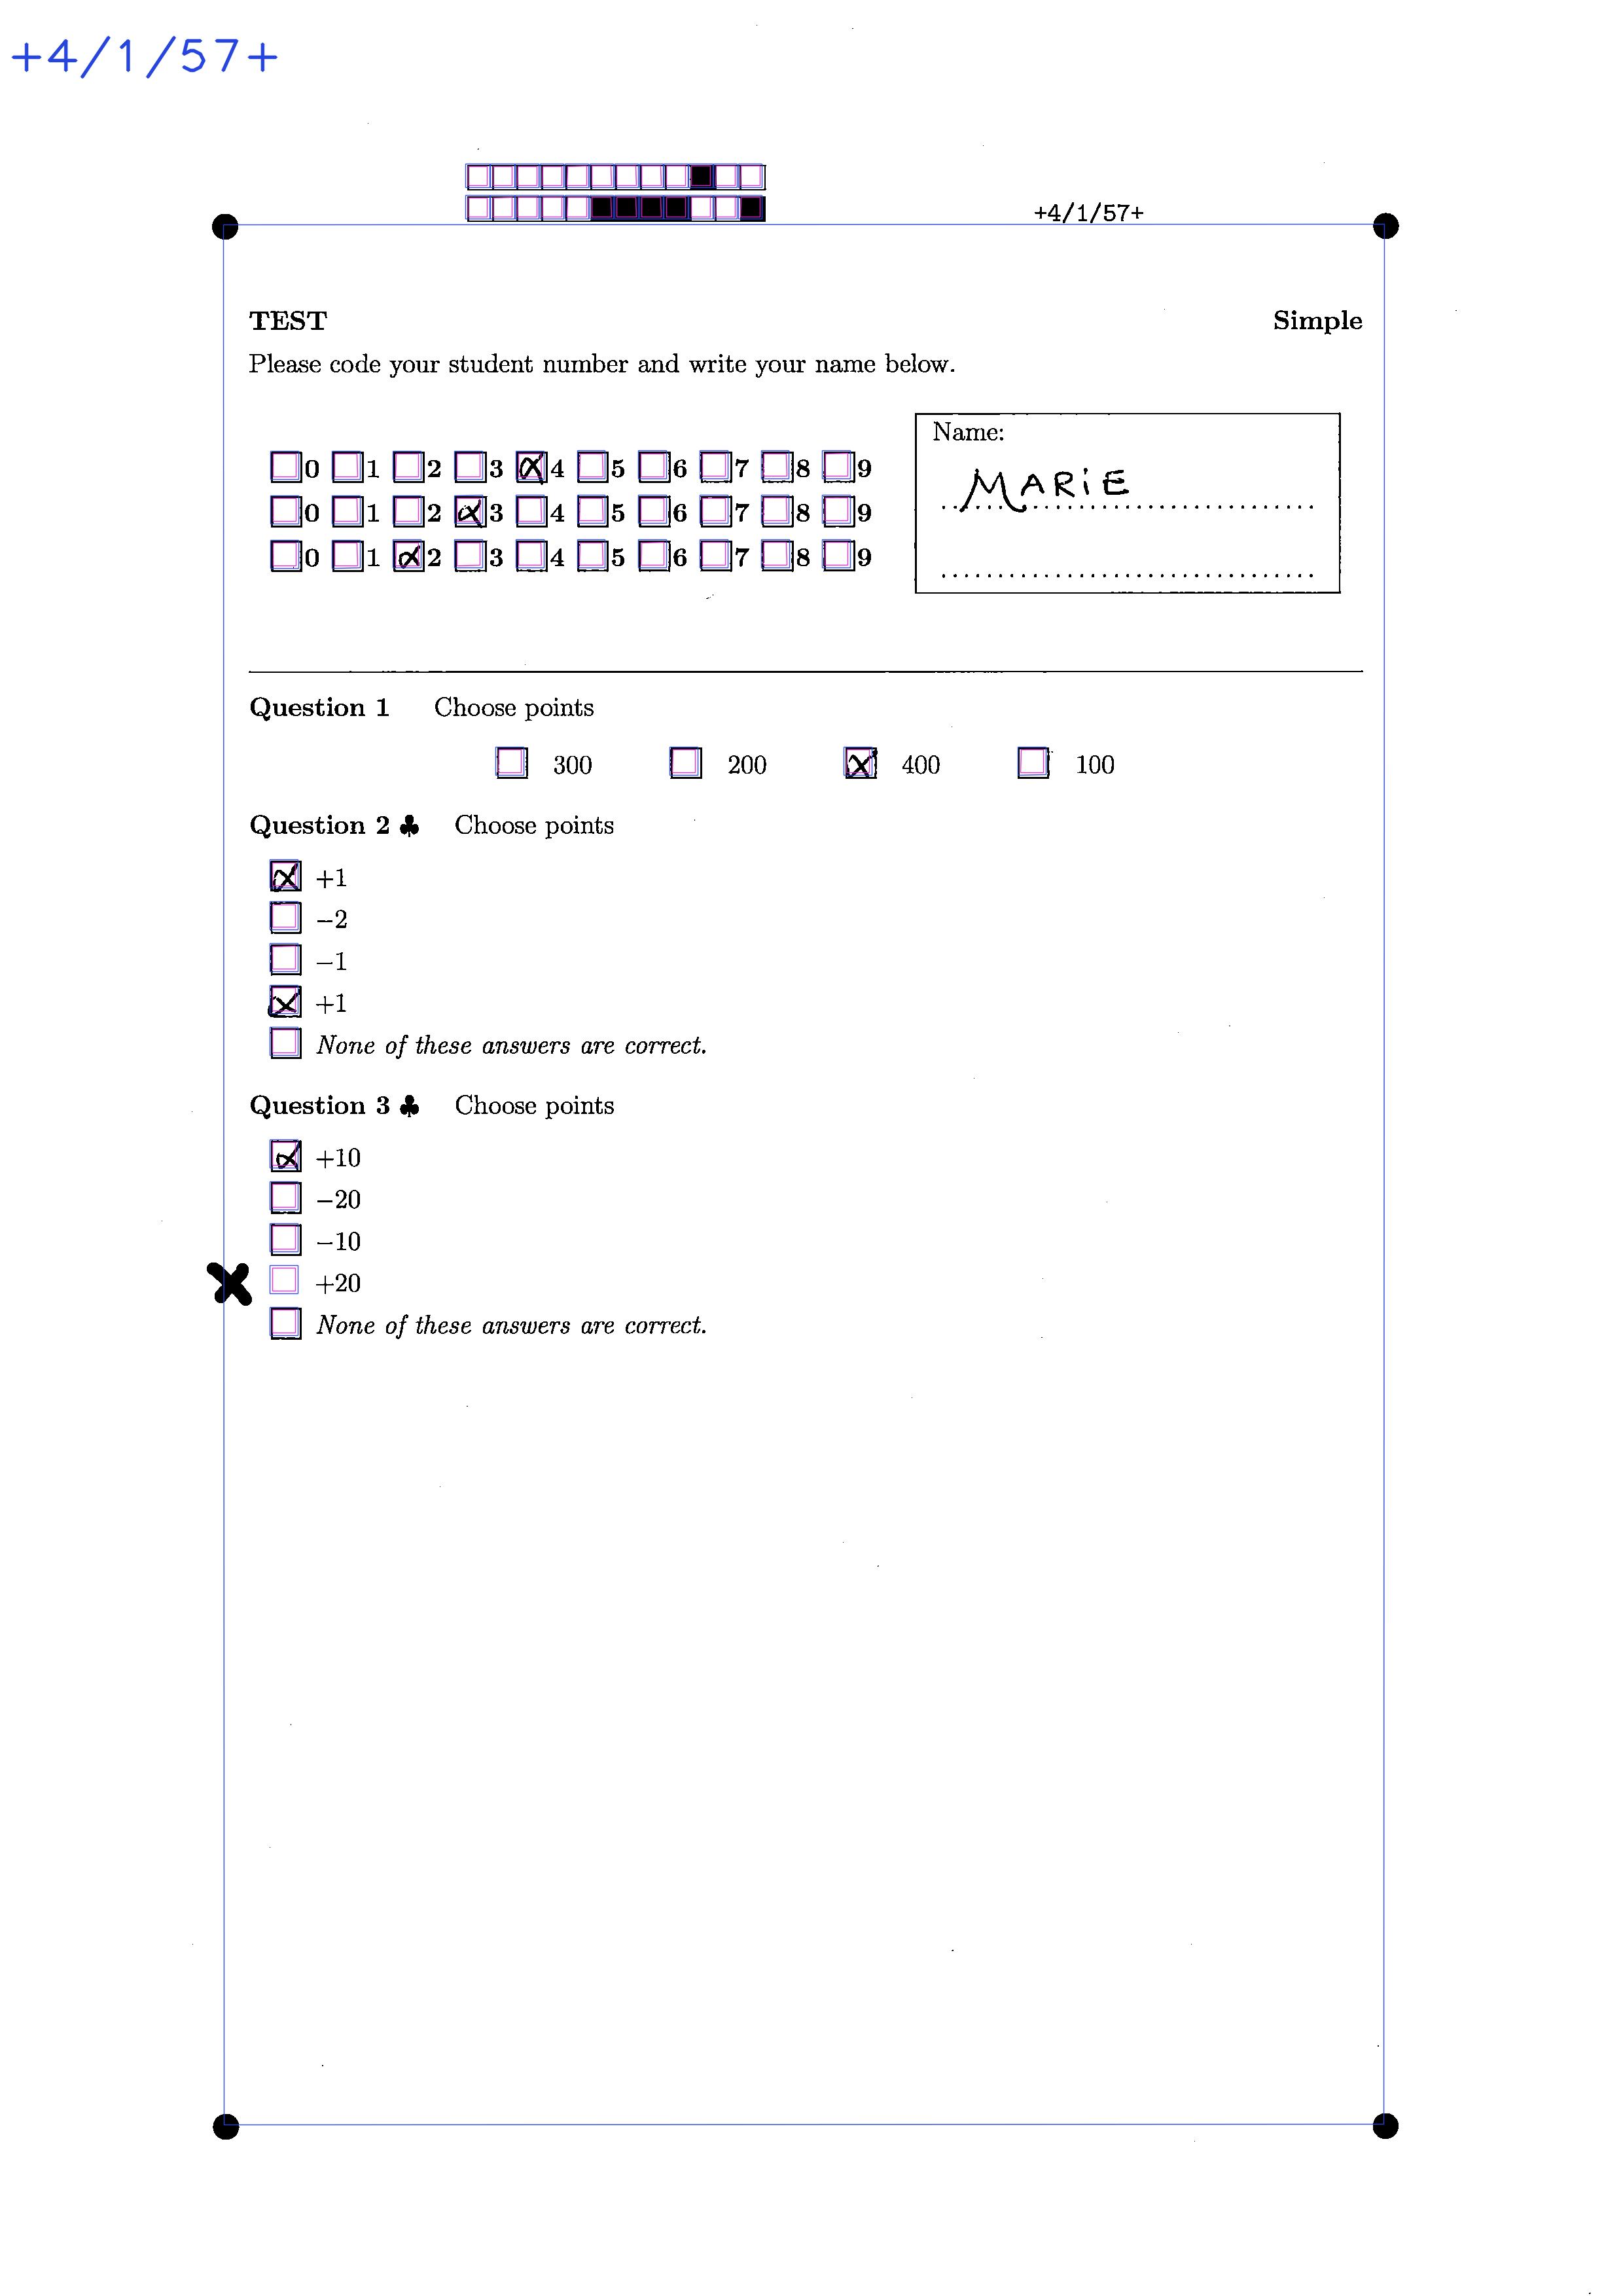 +4/1/57+
+4/1/57+
TEST Simple
Please code your student number and write your name below.
0 1 2 3 4 5 6 7 8 9
0 1 2 3 4 5 6 7 8 9
0 1 2 3 4 5 6 7 8 9
Name:
MARiE
Question 1 Choose points
300 200 400 100
Question 2 ♣ Choose points
+1
−2
−1
+1
None of these answers are correct.
Question 3 ♣ Choose points
+10
−20
−10
+20
None of these answers are correct.